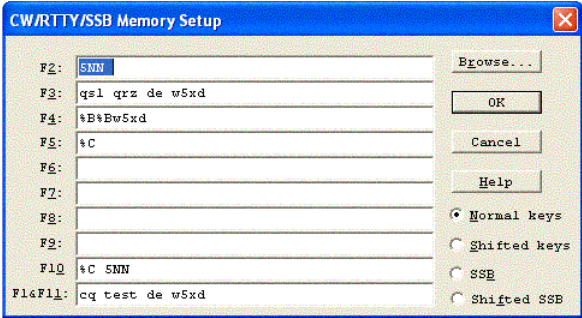 CW/RTTY/SSB Memory Setup
F2: 5NN
Browse...
F3: qsl qrz de w5xd
OK
F4: %B%Bw5xd
F5: %C
Cancel
F6:
Help
F7:
F8:
Normal keys
F9:
Shifted keys
F10 %C 5NN
SSB
F1&F11: cq test de w5xd
Shifted SSB